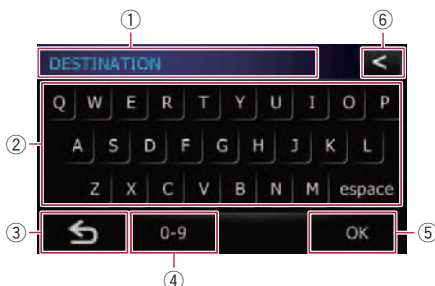 ① ⑥
DESTINATION <
② Q W E R T Y U I O P
A S D F G H J K L
Z X C V B N M espace
③ 0-9 OK ⑤
④